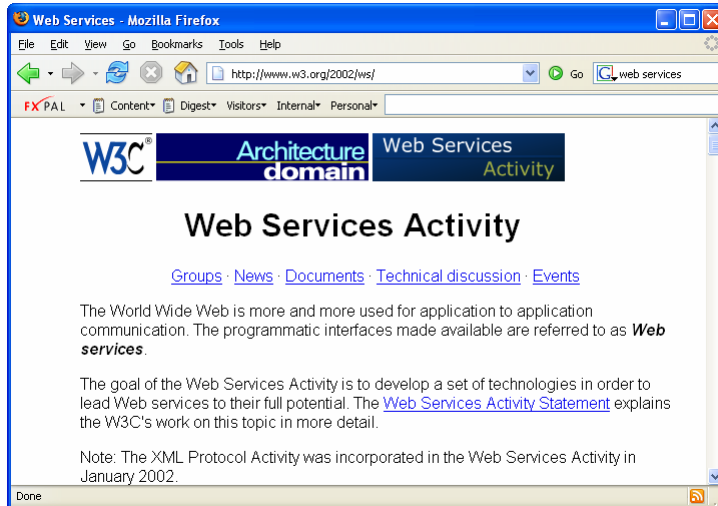 Web Services - Mozilla Firefox
File Edit View Go Bookmarks Tools Help
http://www.w3.org/2002/ws/ Go G web services
FXPAL Content Digest Visitors Internal Personal
W3C® Architecture domain Web Services Activity
Web Services Activity
Groups · News · Documents · Technical discussion · Events
The World Wide Web is more and more used for application to application
communication. The programmatic interfaces made available are referred to as Web
services.
The goal of the Web Services Activity is to develop a set of technologies in order to
lead Web services to their full potential. The Web Services Activity Statement explains
the W3C's work on this topic in more detail.
Note: The XML Protocol Activity was incorporated in the Web Services Activity in
January 2002.
Done